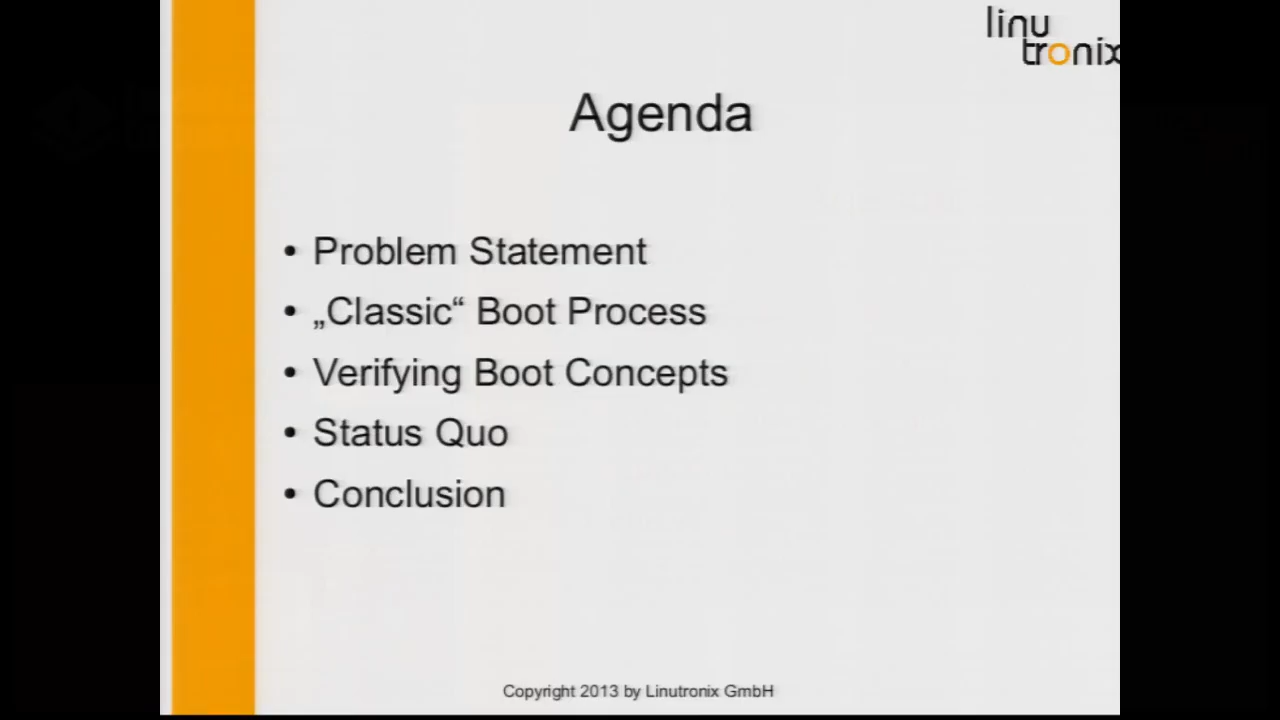 linu
tronix
Agenda
• Problem Statement
• „Classic“ Boot Process
• Verifying Boot Concepts
• Status Quo
• Conclusion
Copyright 2013 by Linutronix GmbH